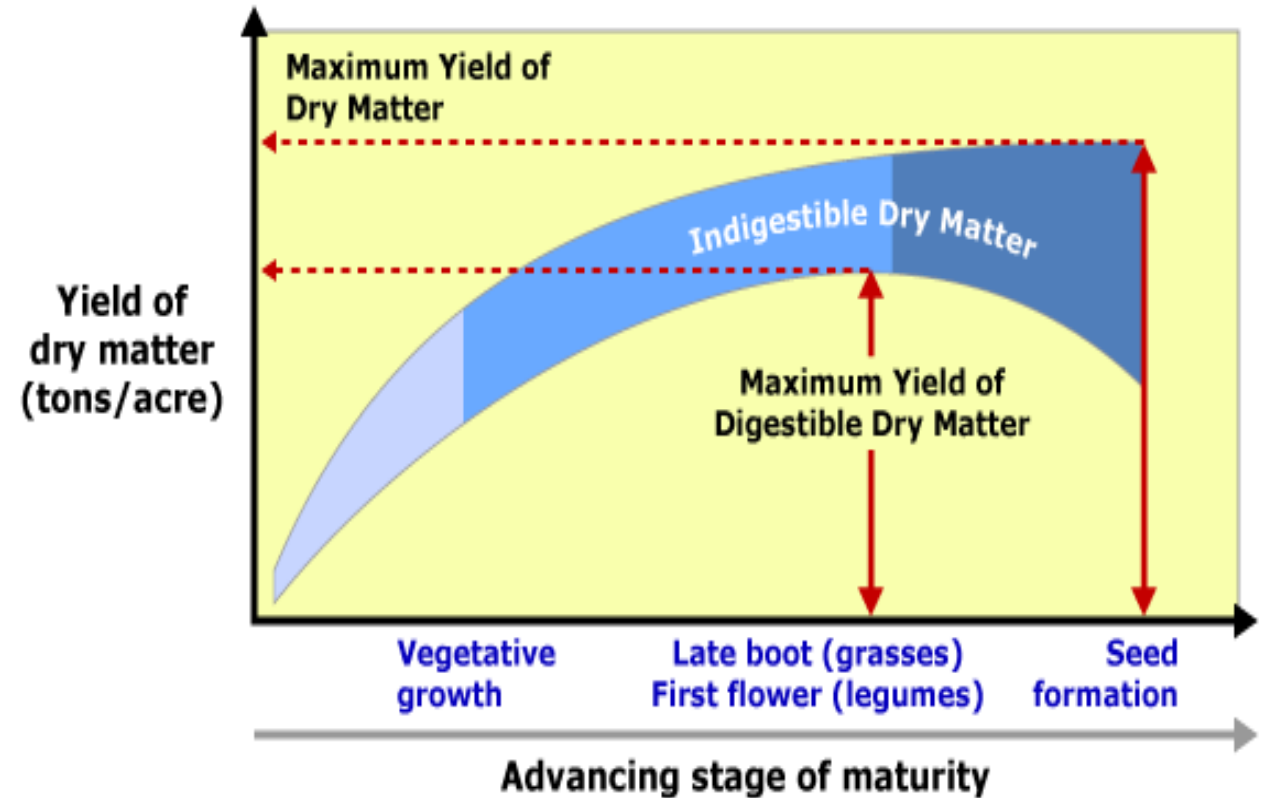 Maximum Yield of
Dry Matter
Indigestible Dry Matter
Yield of
dry matter
(tons/acre)
Maximum Yield of
Digestible Dry Matter
Vegetative
growth
Late boot (grasses)
First flower (legumes)
Seed
formation
Advancing stage of maturity